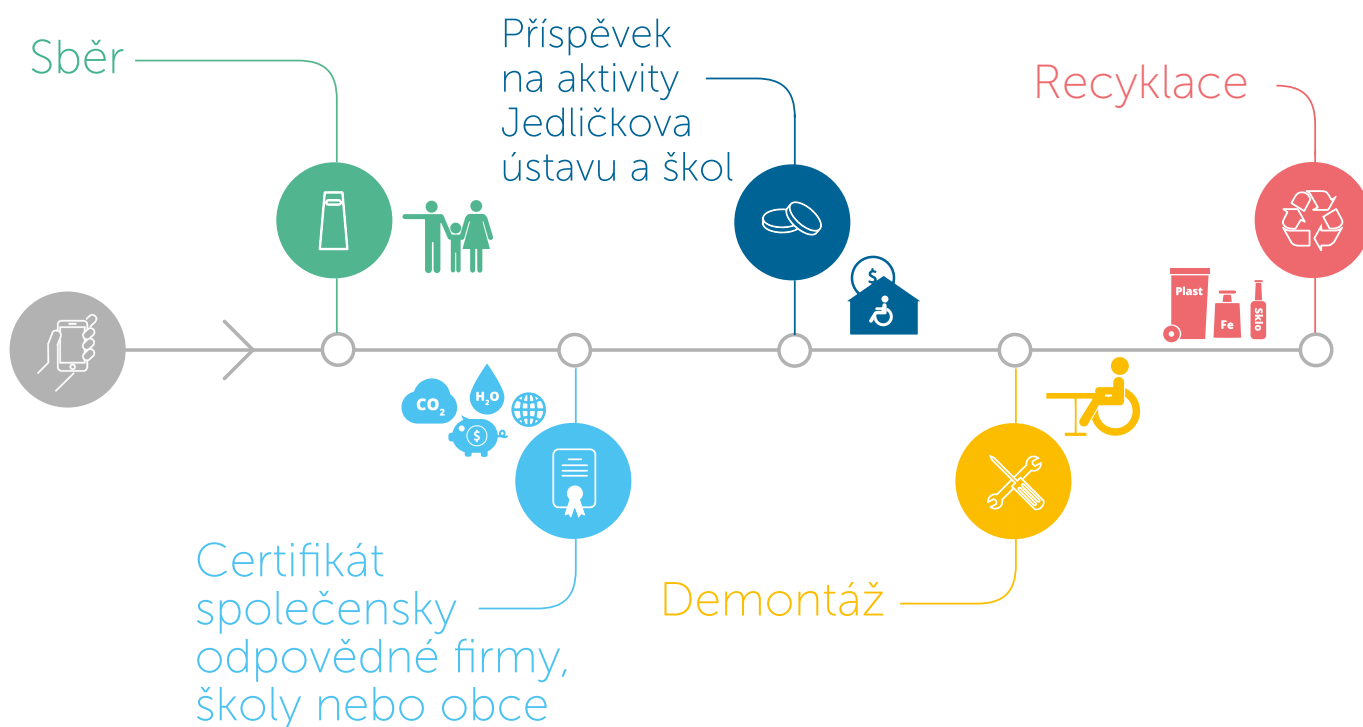 Sběr
Příspěvek
na aktivity
Jedličkova
ústavu a škol
Recyklace
$
Plast
Fe
Sklo
CO₂
H₂O
$
Certifikát
společensky
odpovědné firmy,
školy nebo obce
Demontáž